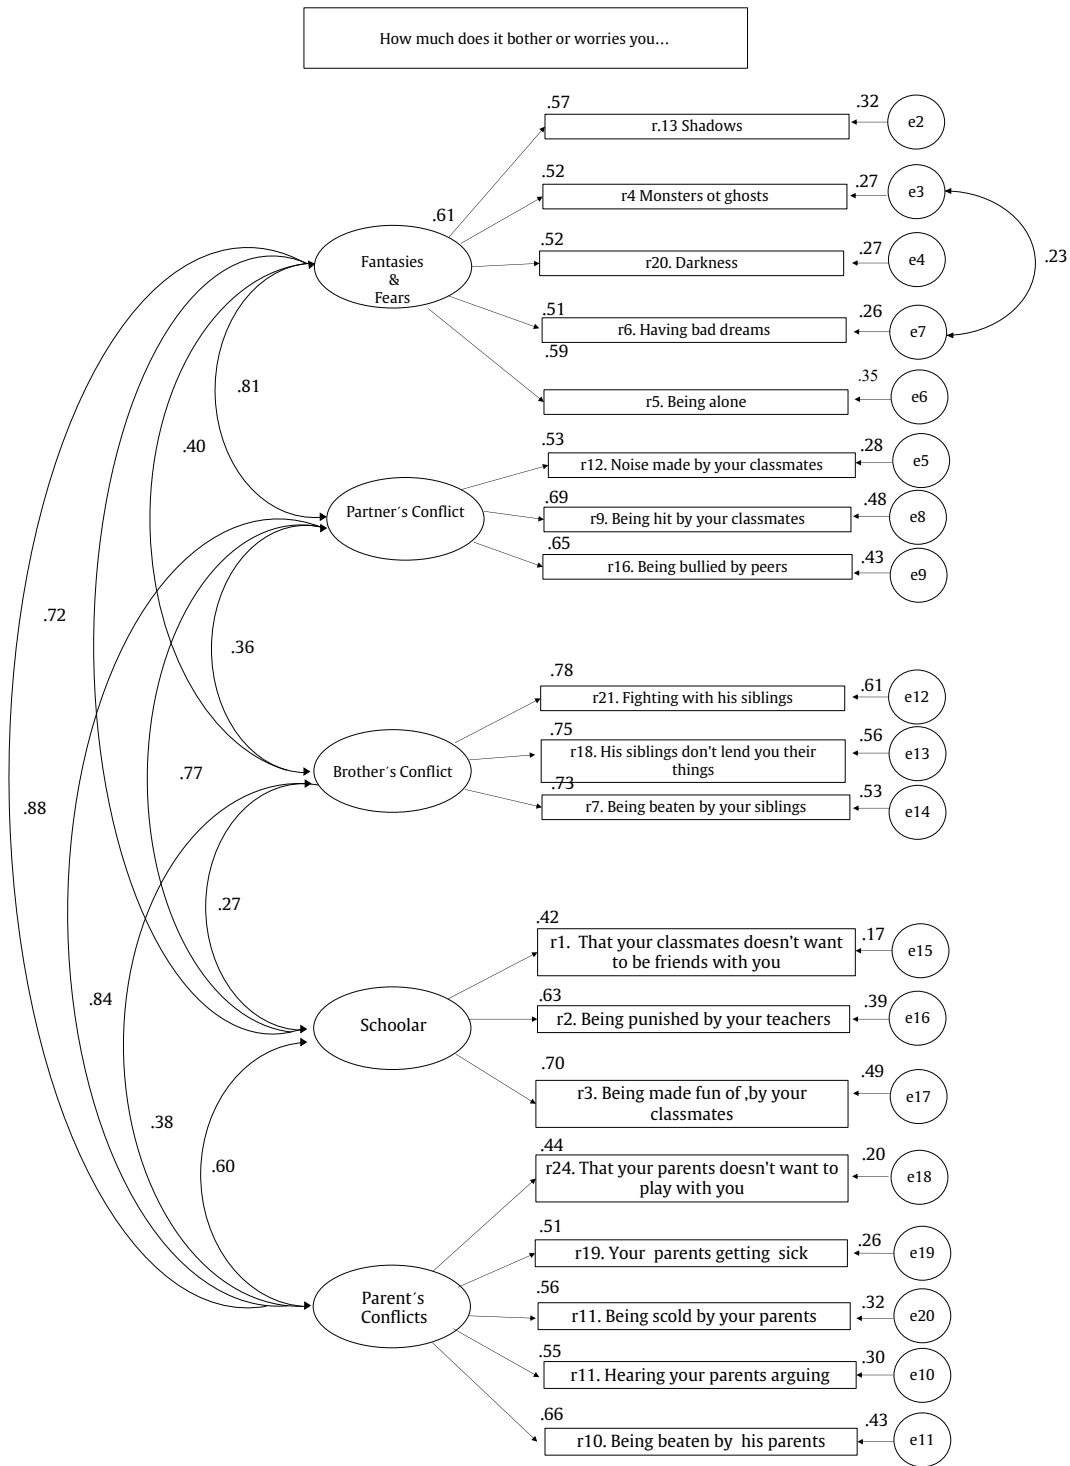 How much does it bother or worries you...
.57
.32
r.13 Shadows
e2
.52
.27
r4 Monsters ot ghosts
e3
.61
.52
.27
r20. Darkness
e4
.23
Fantasies
&
Fears
.51
.26
r6. Having bad dreams
e7
.59
.35
r5. Being alone
e6
.81
.40
.53
.28
r12. Noise made by your classmates
e5
.69
.48
Partner´s Conflict
r9. Being hit by your classmates
e8
.65
.43
r16. Being bullied by peers
e9
.72
.36
.78
.61
r21. Fighting with his siblings
e12
.75
.56
r18. His siblings don't lend you their
things
e13
Brother´s Conflict
.77
.73
.53
r7. Being beaten by your siblings
e14
.88
.27
.42
.17
r1. That your classmates doesn't want
to be friends with you
e15
.84
.63
.39
Schoolar
r2. Being punished by your teachers
e16
.70
.49
r3. Being made fun of ,by your
classmates
e17
.38
.60
.44
.20
r24. That your parents doesn't want to
play with you
e18
.51
.26
r19. Your parents getting sick
e19
Parent´s
Conflicts
.56
.32
r11. Being scold by your parents
e20
.55
.30
r11. Hearing your parents arguing
e10
.66
.43
r10. Being beaten by his parents
e11